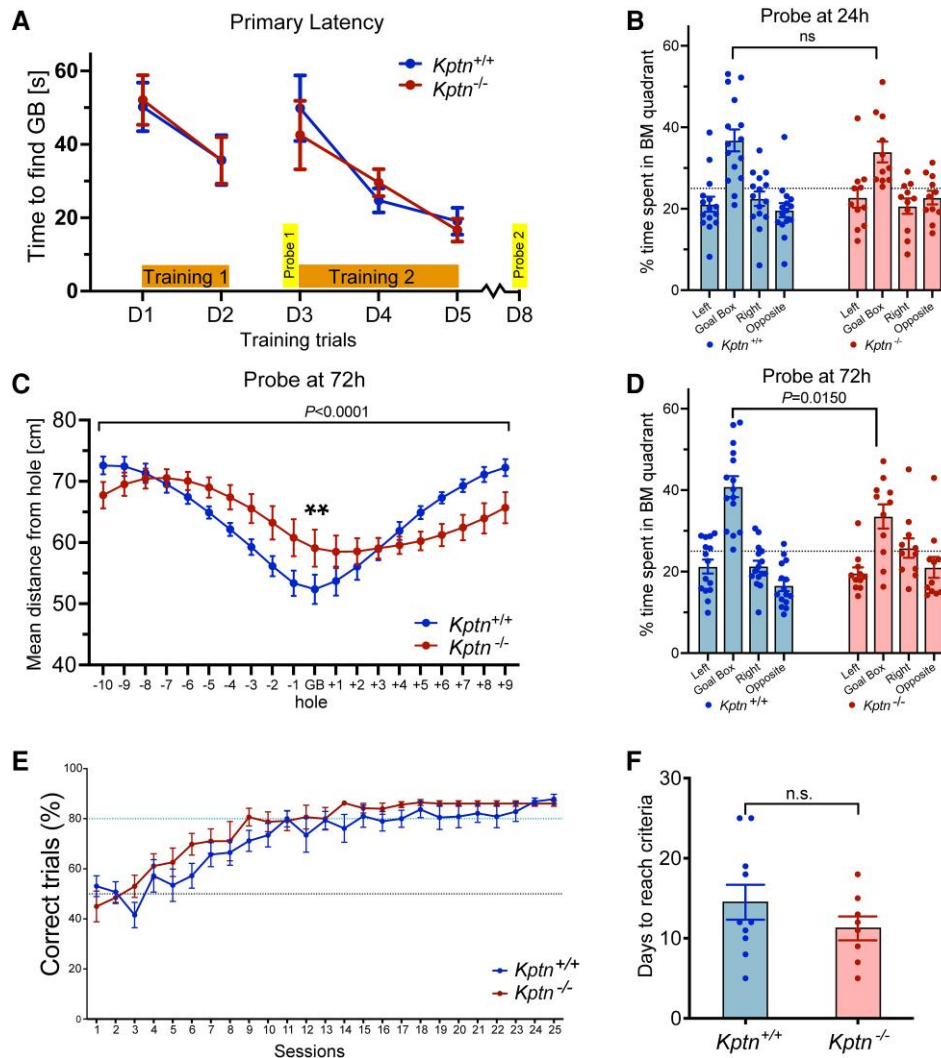 A
Primary Latency
Time to find GB [s]
60
40
20
0
Kptn+/+
Kptn-/-
Probe 1
Training 1
Training 2
Probe 2
D1 D2 D3 D4 D5 D8
Training trials
B
Probe at 24h
ns
% time spent in BM quadrant
60
40
20
0
Left Goal Box Right Opposite Left Goal Box Right Opposite
Kptn+/+ Kptn-/-
C
Probe at 72h
P<0.0001
Mean distance from hole [cm]
80
70
60
50
40
**
Kptn+/+
Kptn-/-
-10 -9 -8 -7 -6 -5 -4 -3 -2 -1 GB +1 +2 +3 +4 +5 +6 +7 +8 +9
hole
D
Probe at 72h
P=0.0150
% time spent in BM quadrant
60
40
20
0
Left Goal Box Right Opposite Left Goal Box Right Opposite
Kptn+/+ Kptn-/-
E
Correct trials (%)
100
80
60
40
20
0
Kptn+/+
Kptn-/-
1 2 3 4 5 6 7 8 9 10 11 12 13 14 15 16 17 18 19 20 21 22 23 24 25
Sessions
F
n.s.
Days to reach criteria
30
20
10
0
Kptn+/+ Kptn-/-